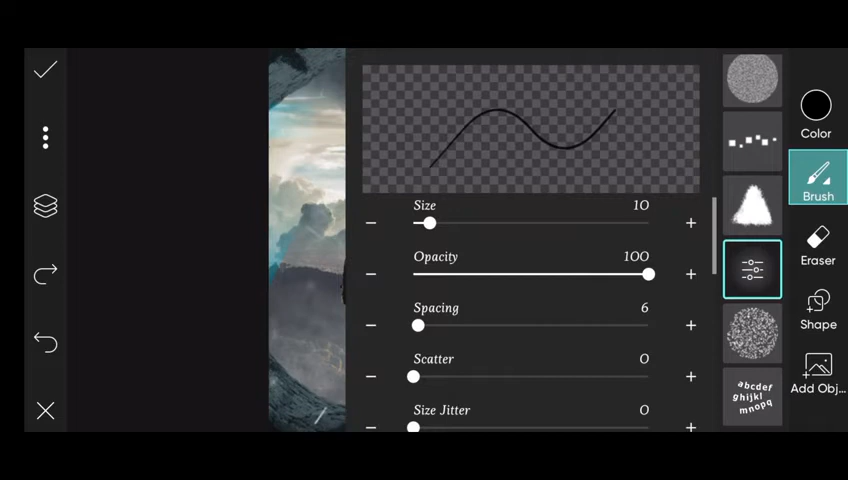 Size 10
Opacity 100
Spacing 6
Scatter 0
Size Jitter 0
abcdef
ghijkl
mnopq
Color
Brush
Eraser
Shape
Add Obj...